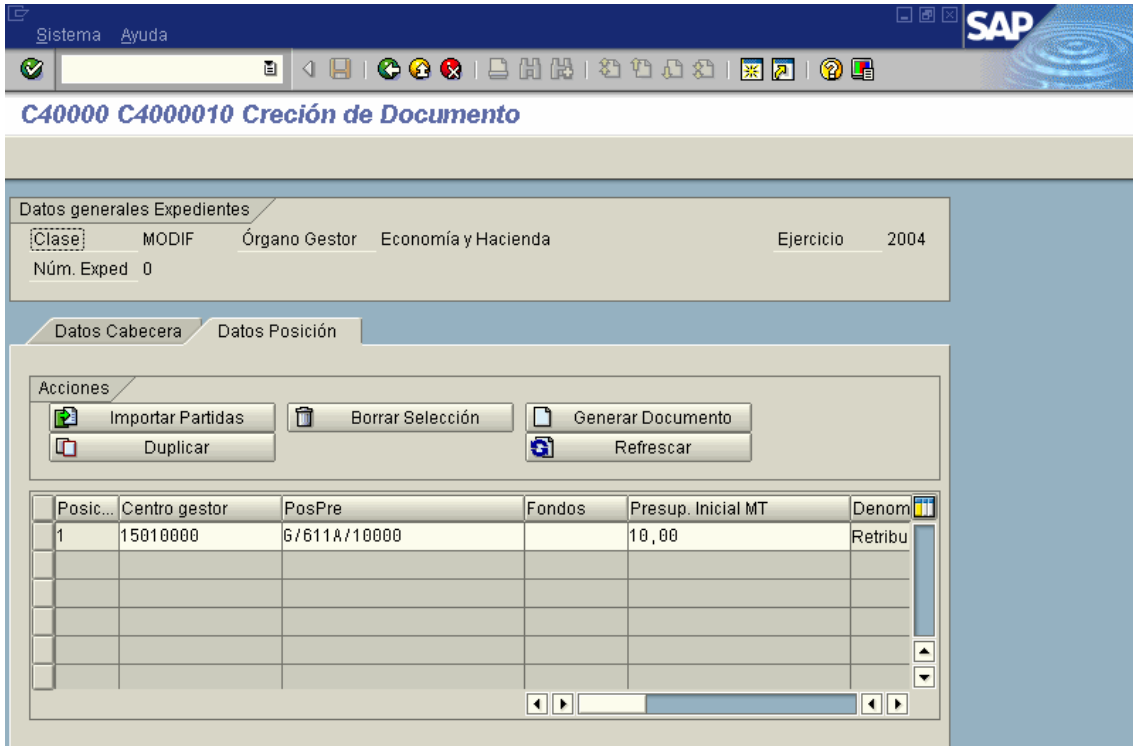 Sistema Ayuda
SAP
C40000 C4000010 Creción de Documento
Datos generales Expedientes
Clase MODIF Órgano Gestor Economía y Hacienda Ejercicio 2004
Núm. Exped 0
Datos Cabecera Datos Posición
Acciones
Importar Partidas Borrar Selección Generar Documento
Duplicar Refrescar
Posic... Centro gestor PosPre Fondos Presup. Inicial MT Denom
1 15010000 G/611A/10000 10,00 Retribu